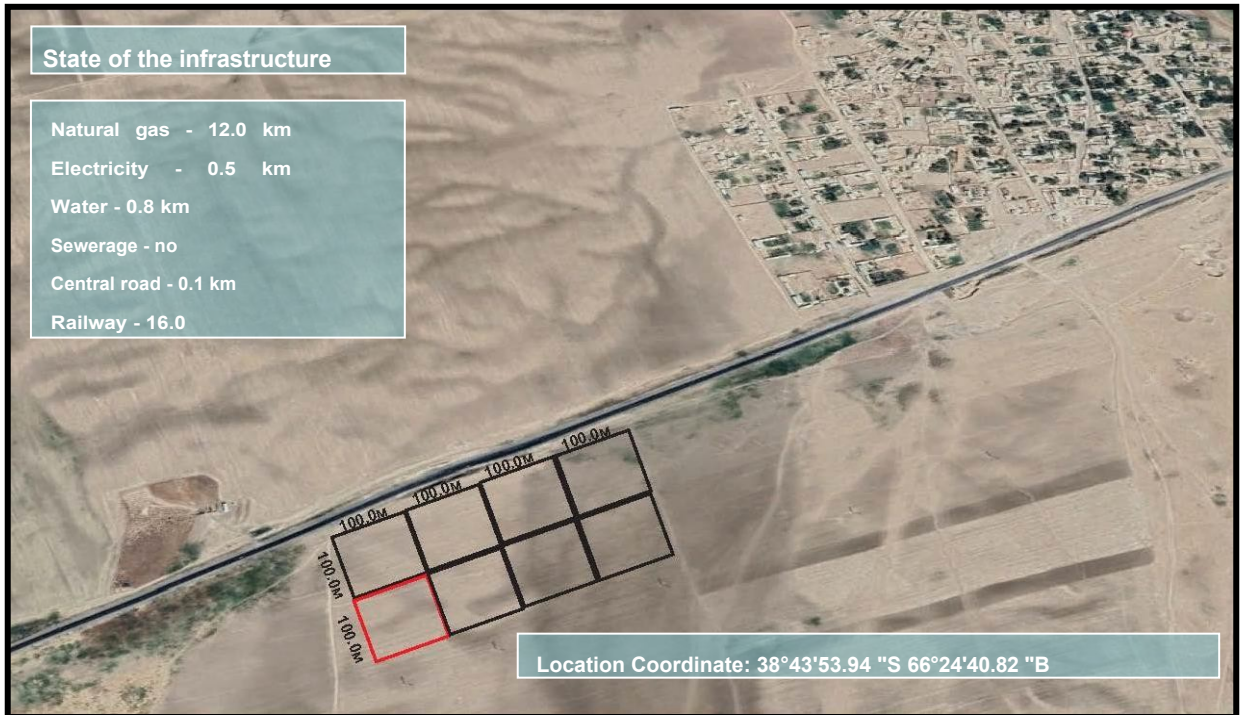 State of the infrastructure
Natural gas - 12.0 km
Electricity - 0.5 km
Water - 0.8 km
Sewerage - no
Central road - 0.1 km
Railway - 16.0
100.0м
100.0м
100.0м
100.0м
100.0м
100.0м
Location Coordinate: 38°43'53.94 "S 66°24'40.82 "B